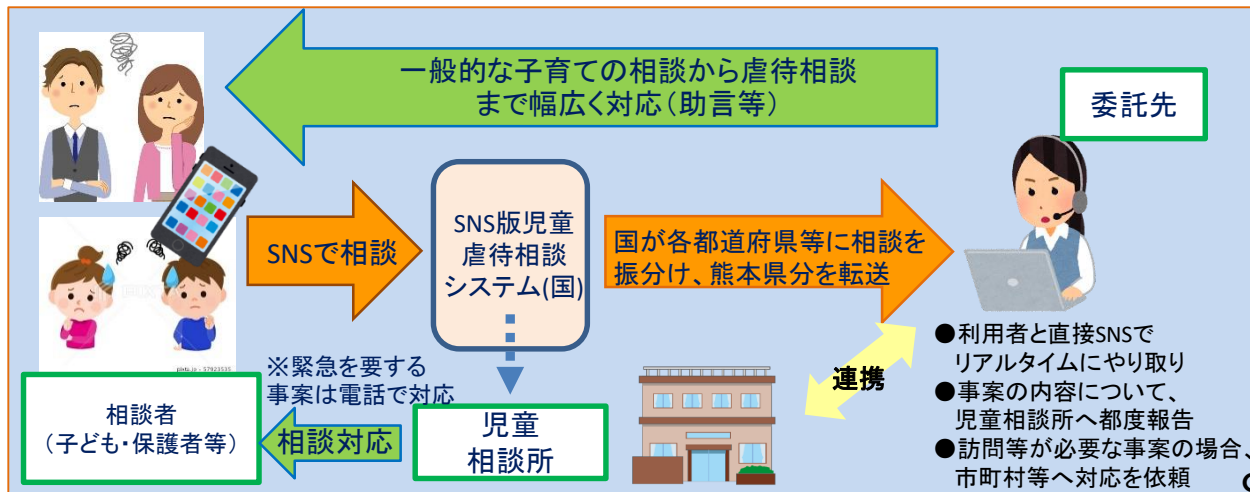 一般的な子育ての相談から虐待相談
まで幅広く対応(助言等)
委託先
SNSで相談
SNS版児童
虐待相談
システム(国)
国が各都道府県等に相談を
振分け、熊本県分を転送
pixta.jp - 57923535
※緊急を要する
事案は電話で対応
相談者
(子ども・保護者等)
相談対応
児童
相談所
連携
●利用者と直接SNSで
リアルタイムにやり取り
●事案の内容について、
児童相談所へ都度報告
●訪問等が必要な事案の場合、
市町村等へ対応を依頼